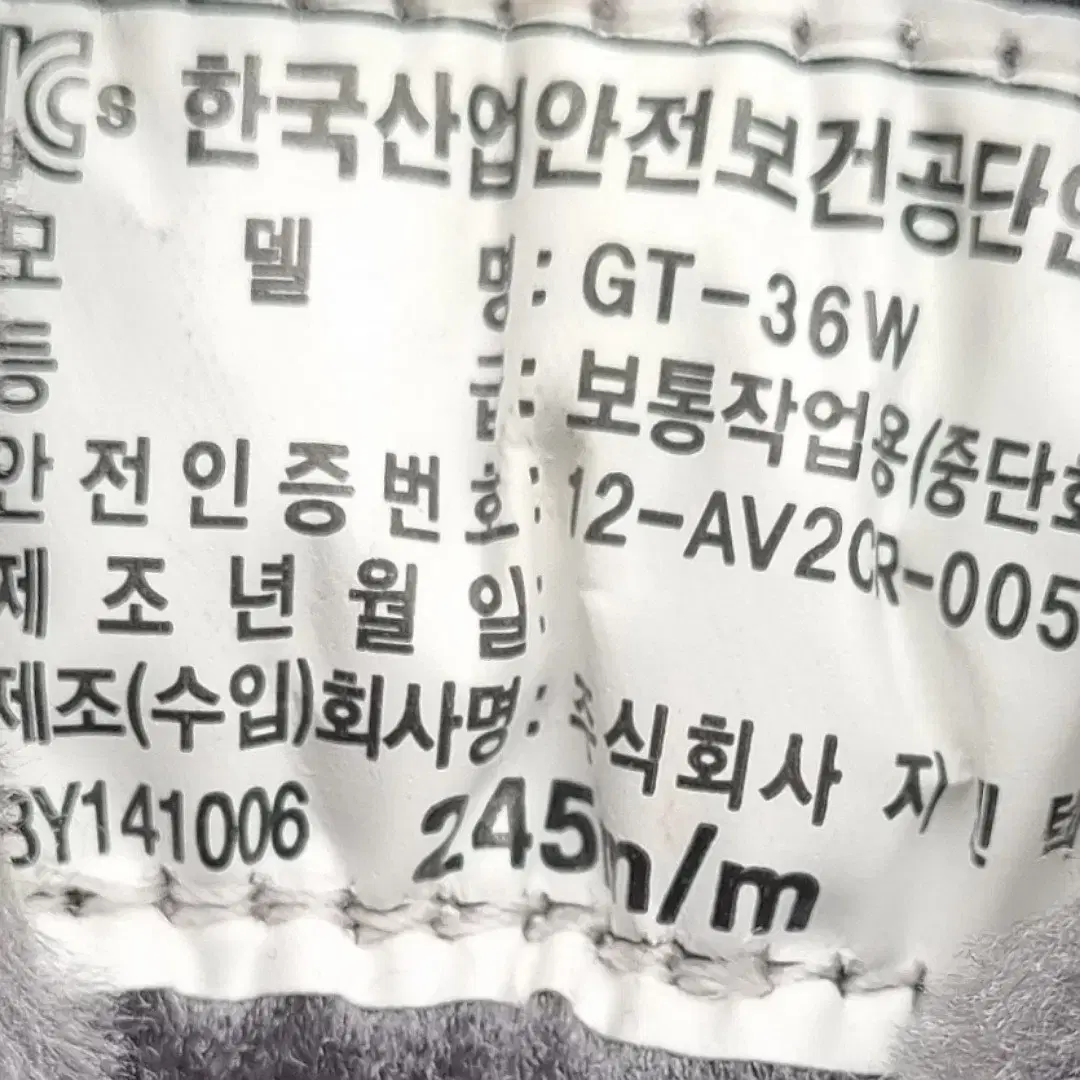 KCs 한국산업안전보건공단
모 델 명 : GT-36W
등 급 : 보통작업용(중단화
안전인증번호 : 12-AV2CR-005
제 조 년 월 일 :
제조(수입)회사명 : 주식회사
BY141006 245m/m